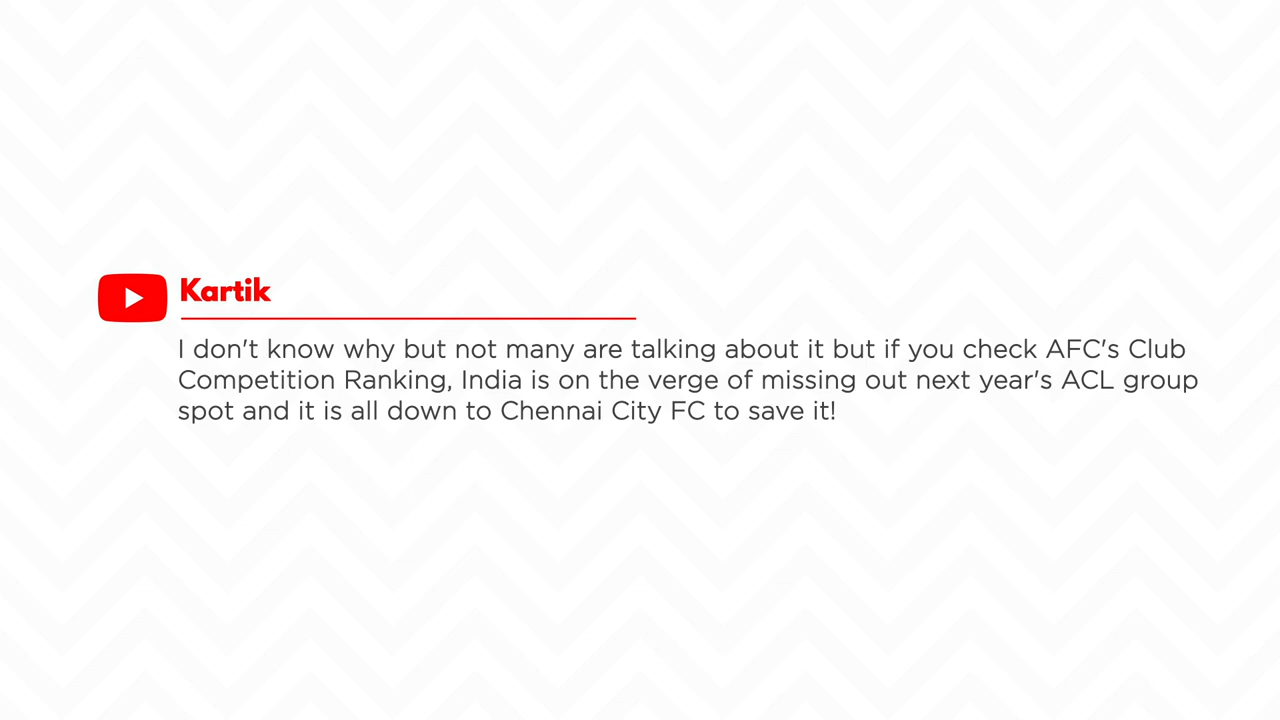 Kartik
I don't know why but not many are talking about it but if you check AFC's Club
Competition Ranking, India is on the verge of missing out next year's ACL group
spot and it is all down to Chennai City FC to save it!